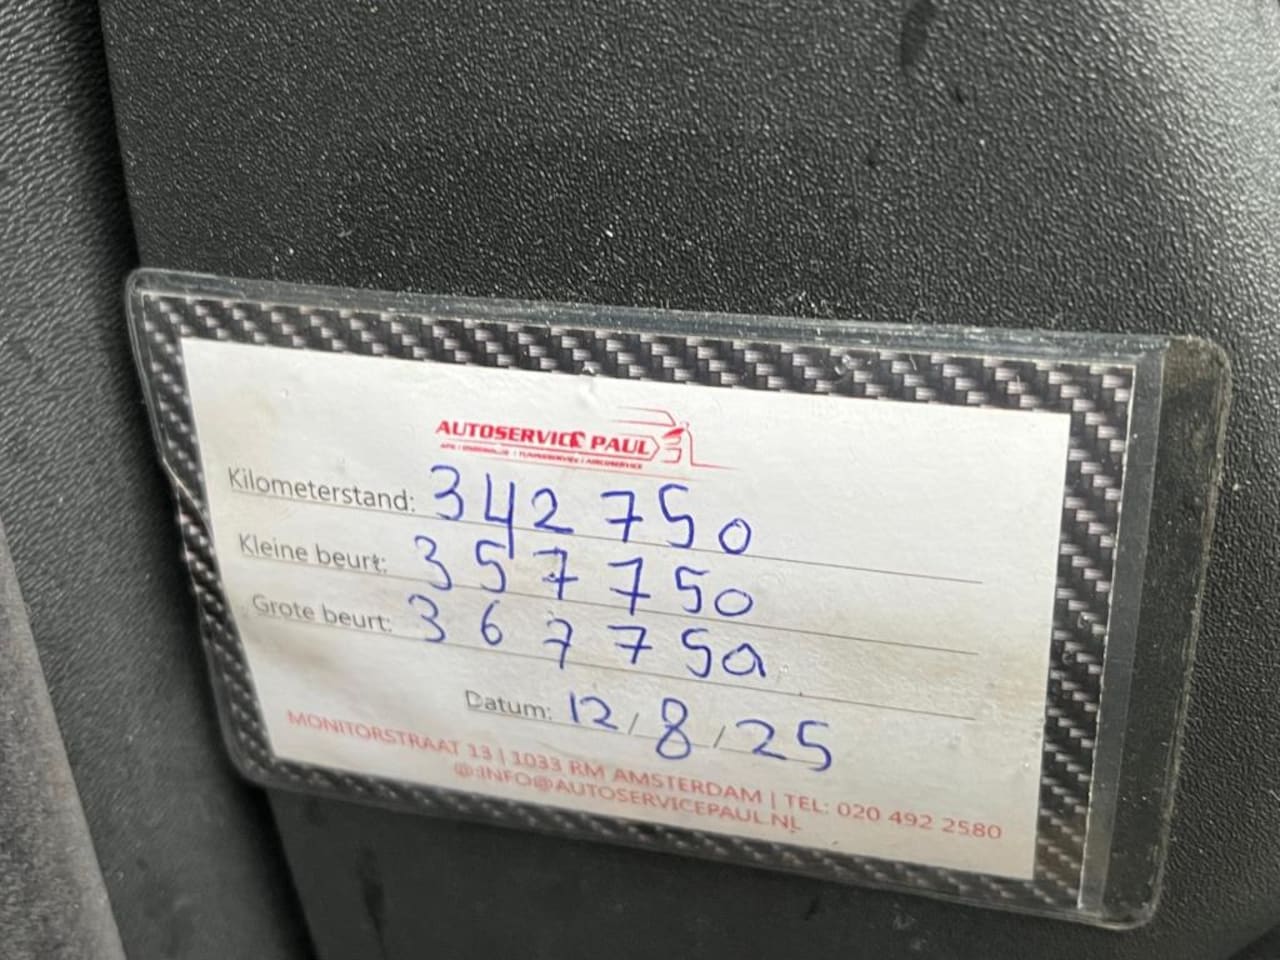 AUTOSERVICE PAUL
Kilometerstand: 342750
Kleine beurt: 357750
Grote beurt: 367750
Datum: 12/8/25
MONITORSTRAAT 13 | 1033 RM AMSTERDAM | TEL: 020 492 2580
@:INFO@AUTOSERVICEPAUL.NL